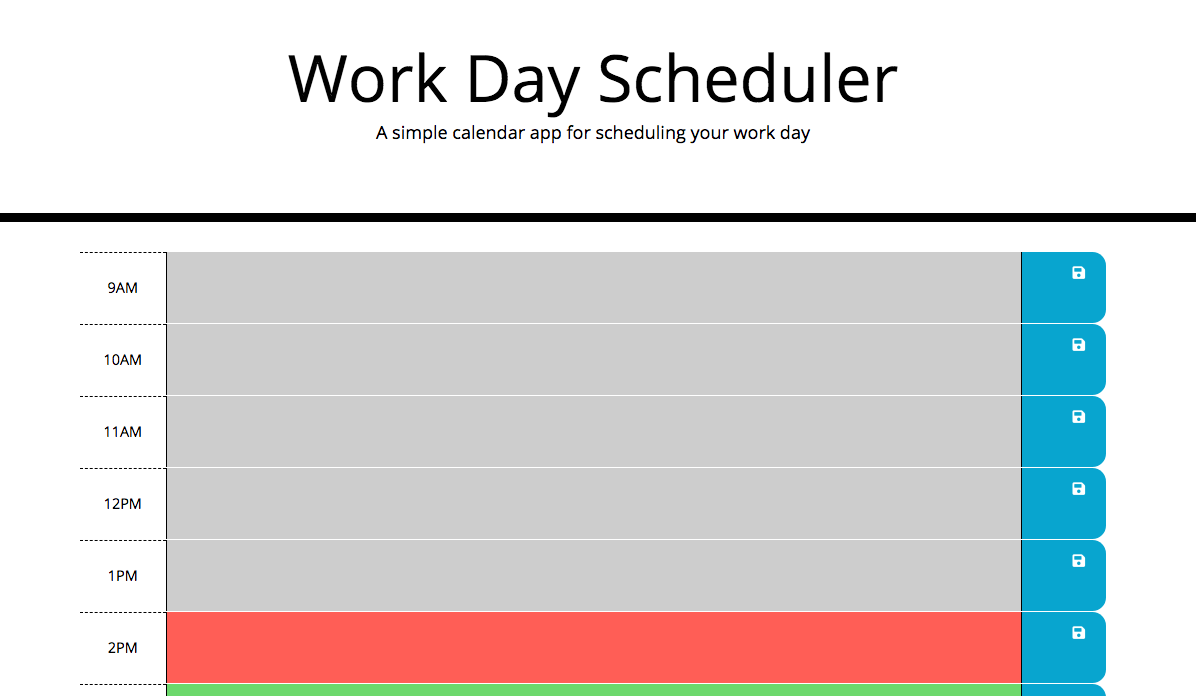 Work Day Scheduler
A simple calendar app for scheduling your work day
9AM
10AM
11AM
12PM
1PM
2PM